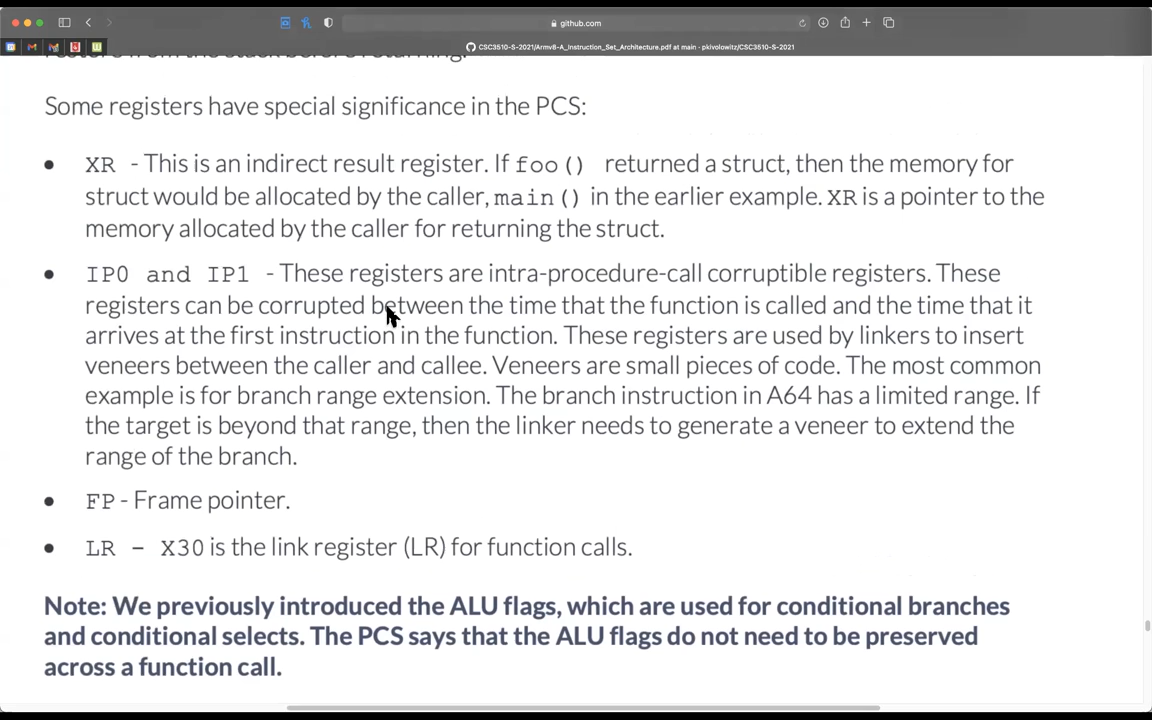 github.com
CSC3510-S-2021/Armv8-A_Instruction_Set_Architecture.pdf at main - pkivolowitz/CSC3510-S-2021
Some registers have special significance in the PCS:
XR - This is an indirect result register. If foo() returned a struct, then the memory for
struct would be allocated by the caller, main() in the earlier example. XR is a pointer to the
memory allocated by the caller for returning the struct.
IP0 and IP1 - These registers are intra-procedure-call corruptible registers. These
registers can be corrupted between the time that the function is called and the time that it
arrives at the first instruction in the function. These registers are used by linkers to insert
veneers between the caller and callee. Veneers are small pieces of code. The most common
example is for branch range extension. The branch instruction in A64 has a limited range. If
the target is beyond that range, then the linker needs to generate a veneer to extend the
range of the branch.
FP - Frame pointer.
LR - X30 is the link register (LR) for function calls.
Note: We previously introduced the ALU flags, which are used for conditional branches
and conditional selects. The PCS says that the ALU flags do not need to be preserved
across a function call.